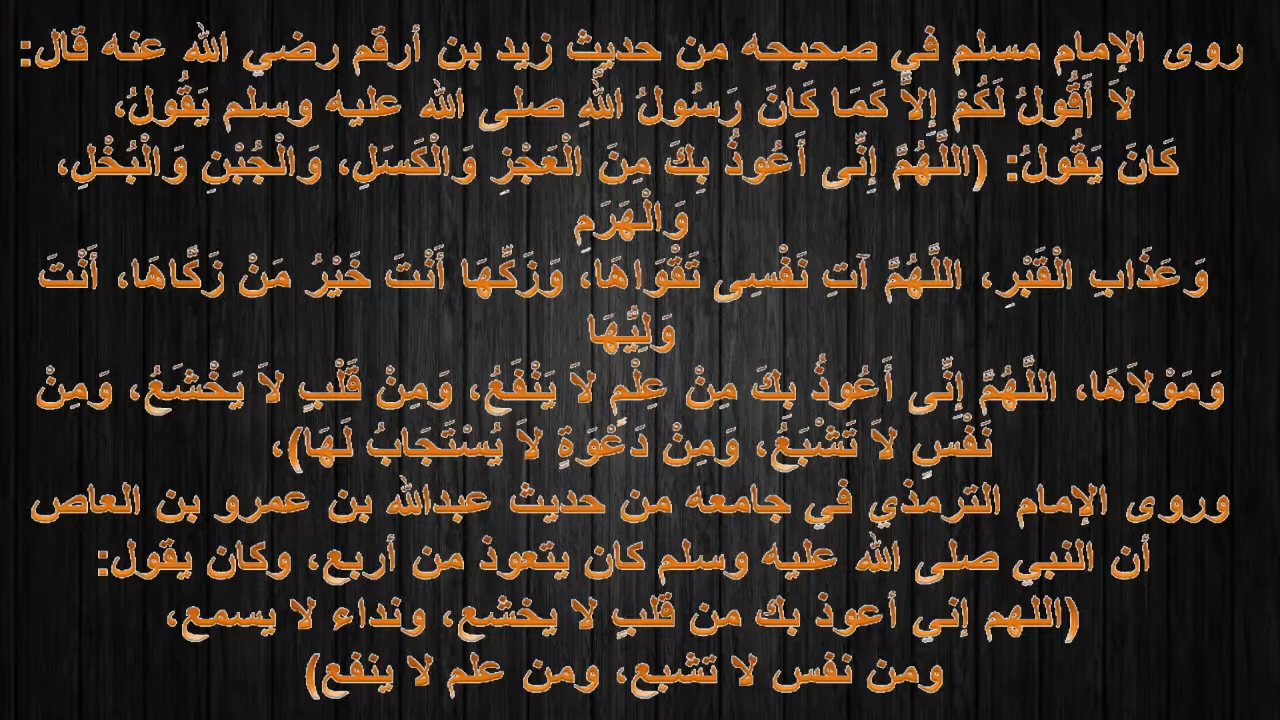 روى الإمام مسلم في صحيحه من حديث زيد بن أرقم رضي الله عنه قال:
لاَ أَقُولُ لَكُمْ إِلاَّ كَمَا كَانَ رَسُولُ اللَّهِ صلى الله عليه وسلم يَقُولُ،
كَانَ يَقُولُ: (اللَّهُمَّ إِنِّى أَعُوذُ بِكَ مِنَ الْعَجْزِ وَالْكَسَلِ، وَالْجُبْنِ وَالْبُخْلِ،
وَالْهَرَمِ
وَعَذَابِ الْقَبْرِ، اللَّهُمَّ آتِ نَفْسِى تَقْوَاهَا، وَزَكِّهَا أَنْتَ خَيْرُ مَنْ زَكَّاهَا، أَنْتَ
وَلِيُّهَا
وَمَوْلاَهَا، اللَّهُمَّ إِنِّى أَعُوذُ بِكَ مِنْ عِلْمٍ لاَ يَنْفَعُ، وَمِنْ قَلْبٍ لاَ يَخْشَعُ، وَمِنْ
نَفْسٍ لاَ تَشْبَعُ، وَمِنْ دَعْوَةٍ لاَ يُسْتَجَابُ لَهَا)،
وروى الإمام الترمذي في جامعه من حديث عبدالله بن عمرو بن العاص
أن النبي صلى الله عليه وسلم كان يتعوذ من أربع، وكان يقول:
(اللهم إني أعوذ بك من قلبٍ لا يخشع، ونداء لا يسمع،
ومن نفس لا تشبع، ومن علم لا ينفع)